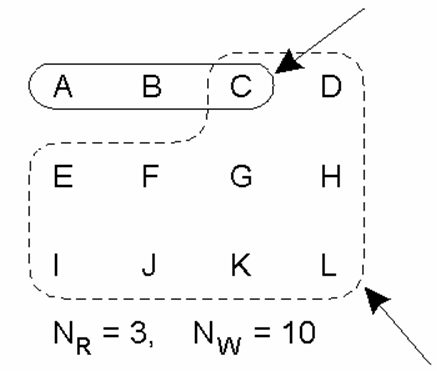 A B C D
E F G H
I J K L
N_R = 3, N_W = 10